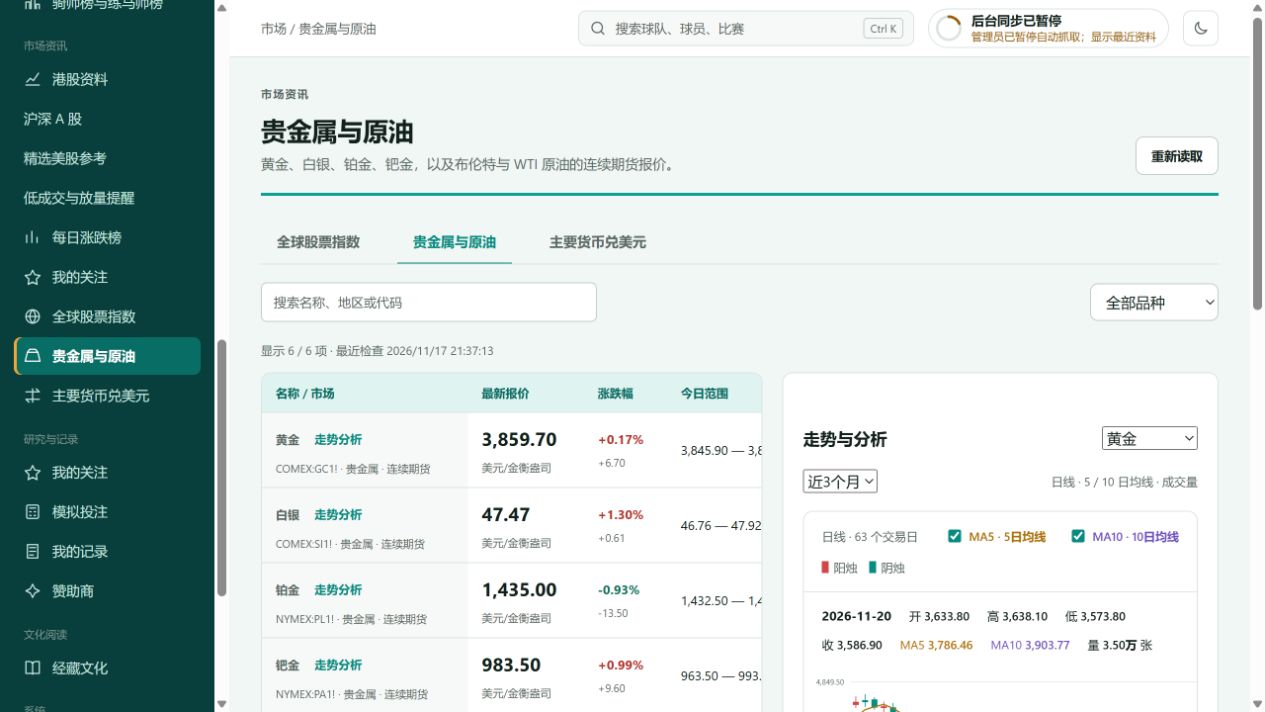 骑师榜与练马师榜
市场资讯
港股资料
沪深 A 股
精选美股参考
低成交与放量提醒
每日涨跌榜
我的关注
全球股票指数
贵金属与原油
主要货币兑美元
研究与记录
我的关注
模拟投注
我的记录
赞助商
文化阅读
经藏文化
系统
市场 / 贵金属与原油
搜索球队、球员、比赛
Ctrl K
后台同步已暂停
管理员已暂停自动抓取；显示最近资料
市场资讯
贵金属与原油
黄金、白银、铂金、钯金，以及布伦特与 WTI 原油的连续期货报价。
重新读取
全球股票指数 贵金属与原油 主要货币兑美元
搜索名称、地区或代码
全部品种
显示 6 / 6 项 · 最近检查 2026/11/17 21:37:13
名称 / 市场 最新报价 涨跌幅 今日范围
黄金 走势分析 3,859.70 +0.17% 3,845.90 — 3,8
COMEX:GC1! · 贵金属 · 连续期货 美元/金衡盎司 +6.70
白银 走势分析 47.47 +1.30% 46.76 — 47.92
COMEX:SI1! · 贵金属 · 连续期货 美元/金衡盎司 +0.61
铂金 走势分析 1,435.00 -0.93% 1,432.50 — 1,4
NYMEX:PL1! · 贵金属 · 连续期货 美元/金衡盎司 -13.50
钯金 走势分析 983.50 +0.99% 963.50 — 993.
NYMEX:PA1! · 贵金属 · 连续期货 美元/金衡盎司 +9.60
走势与分析
黄金
近3个月
日线 · 5 / 10 日均线 · 成交量
日线 · 63 个交易日 MA5 · 5日均线 MA10 · 10日均线
阳烛 阴烛
2026-11-20 开 3,633.80 高 3,638.10 低 3,573.80
收 3,586.90 MA5 3,786.46 MA10 3,903.77 量 3.50万 张
4,849.50